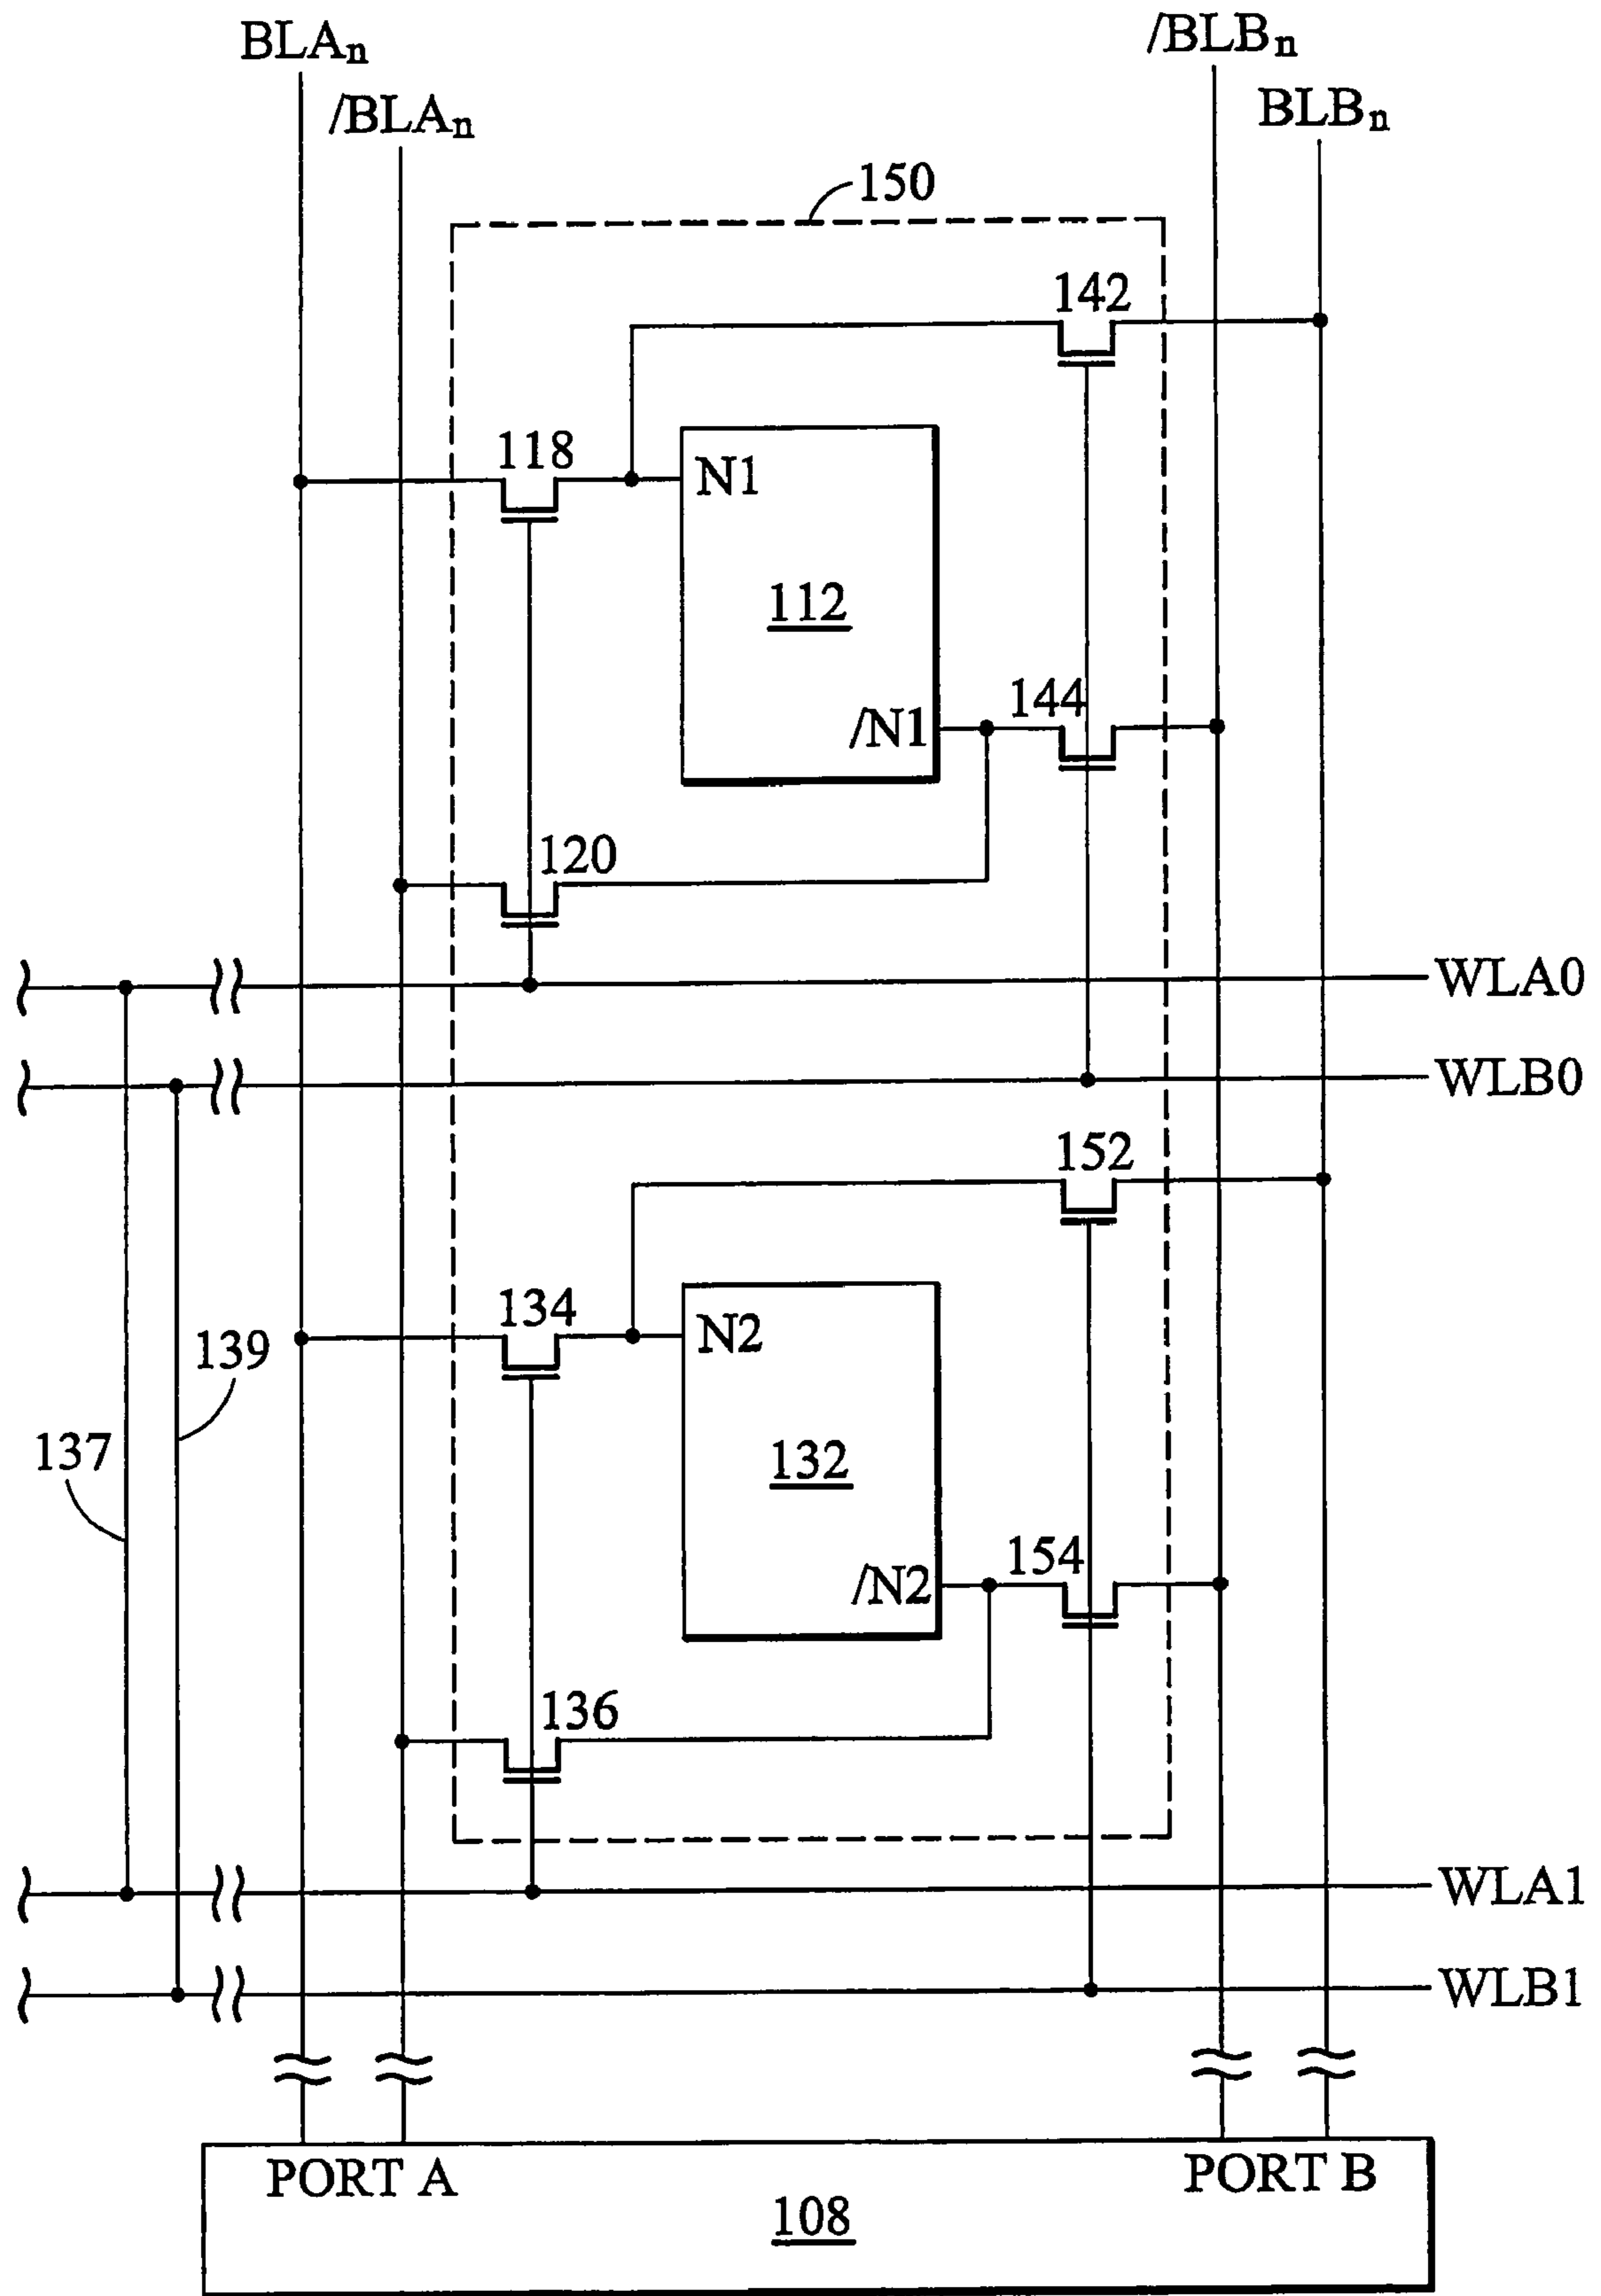 BLAn
/BLBn
/BLAn
BLBn
150
142
118
N1
112
144
/N1
120
WLA0
WLB0
152
134
N2
139
137
132
154
/N2
136
WLA1
WLB1
PORT A
PORT B
108